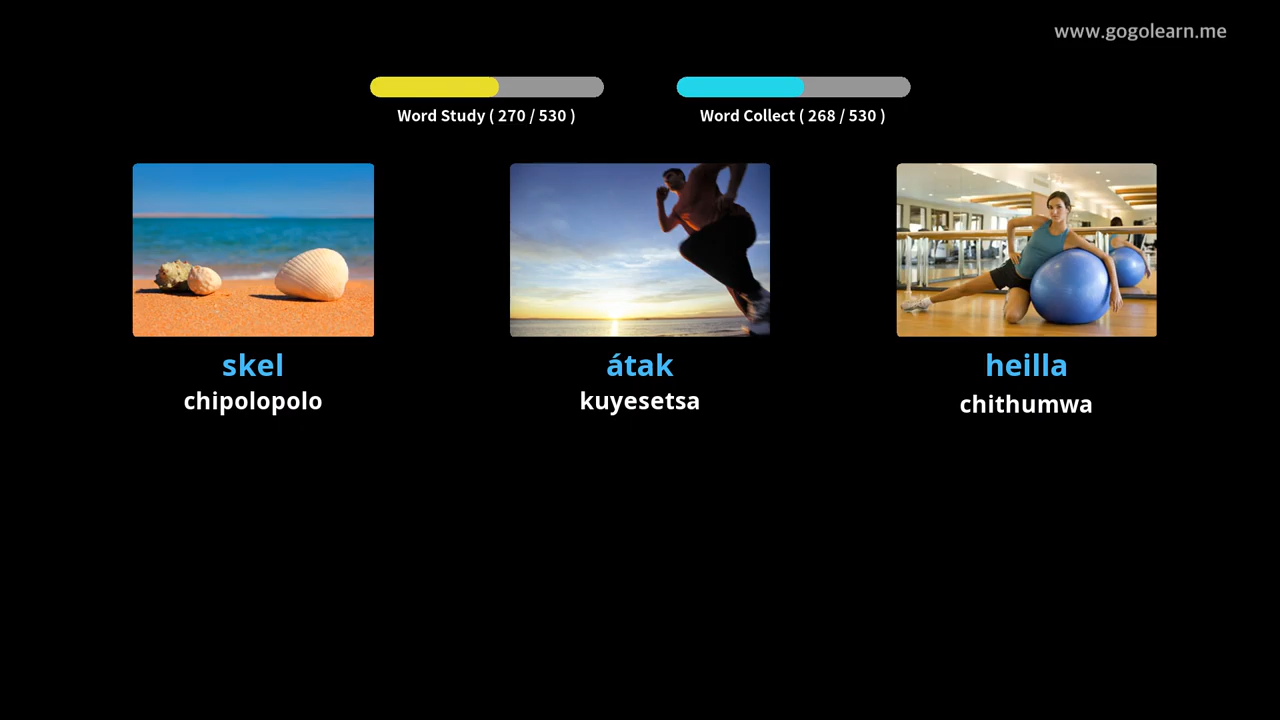 www.gogolearn.me
Word Study ( 270 / 530 )
Word Collect ( 268 / 530 )
skel
átak
heilla
chipolopolo
kuyesetsa
chithumwa